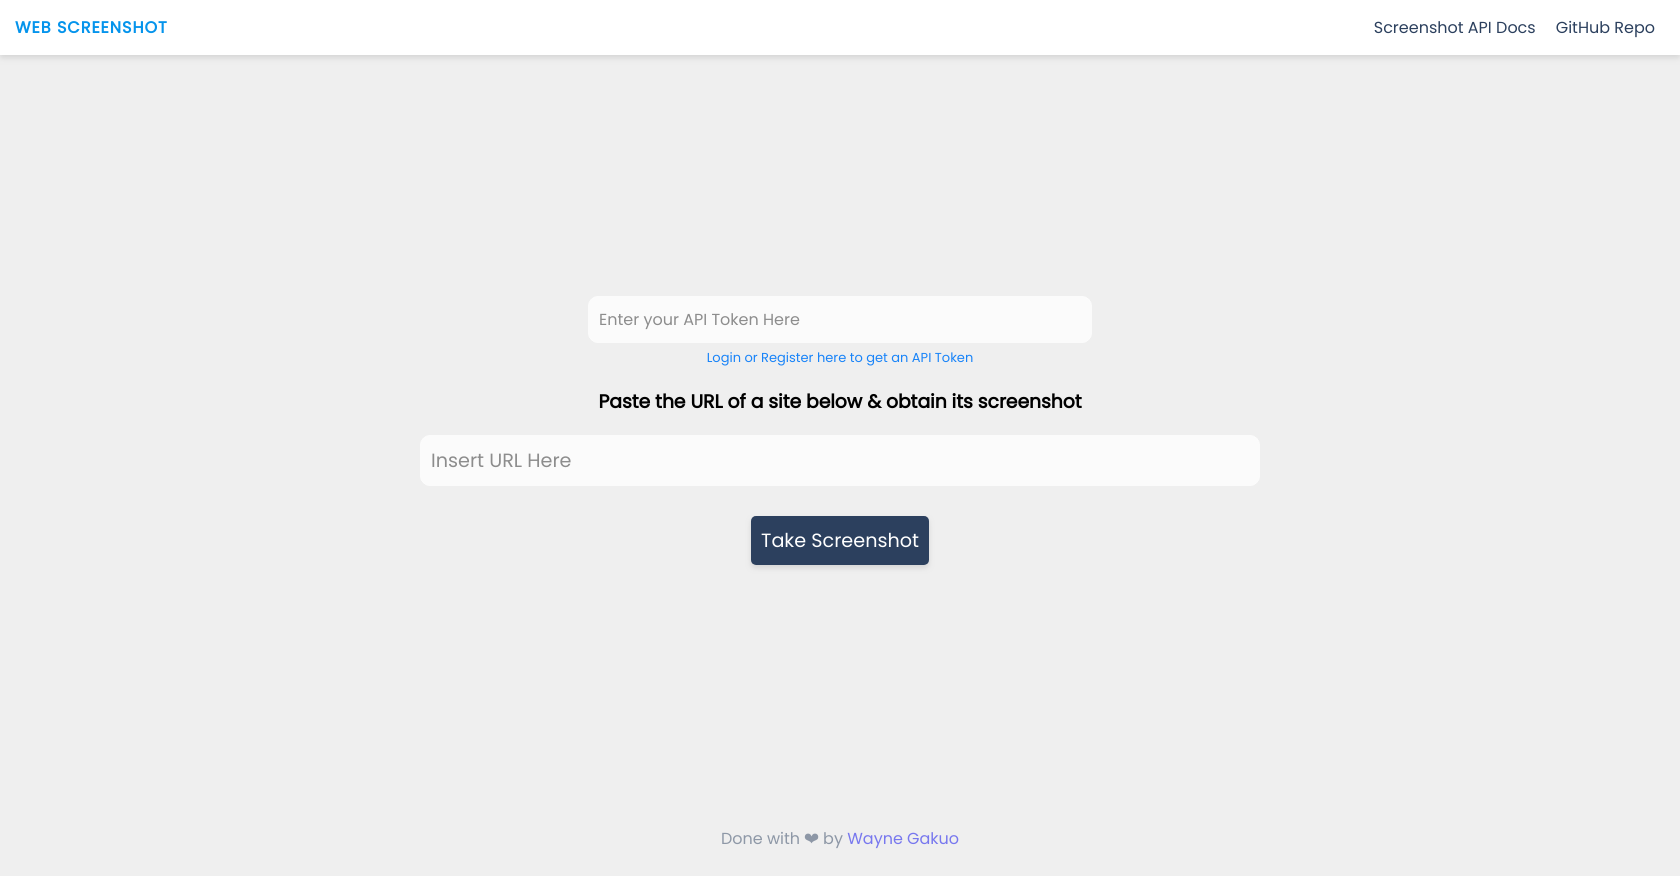 WEB SCREENSHOT
Screenshot API Docs
GitHub Repo
Enter your API Token Here
Login or Register here to get an API Token
Paste the URL of a site below & obtain its screenshot
Insert URL Here
Take Screenshot
Done with ❤ by Wayne Gakuo